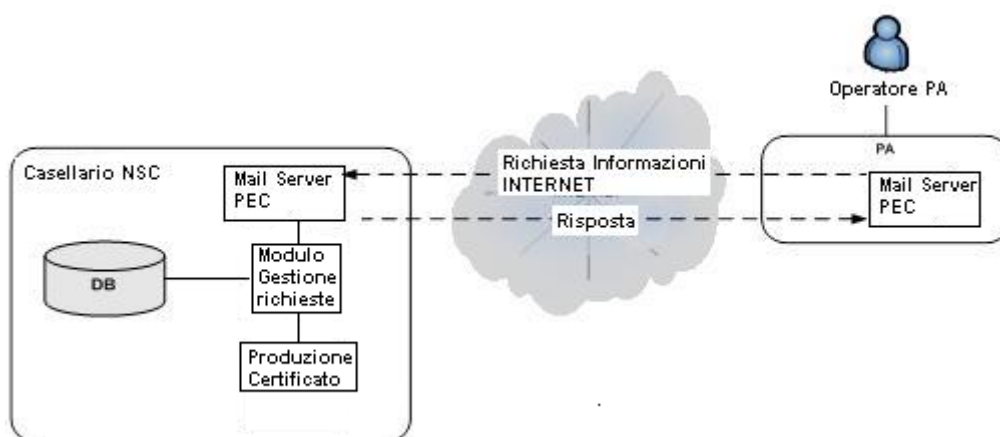 Operatore PA
PA
Casellario NSC
Mail Server
PEC
Richiesta Informazioni
INTERNET
Mail Server
PEC
Risposta
Modulo
Gestione
richieste
DB
Produzione
Certificato